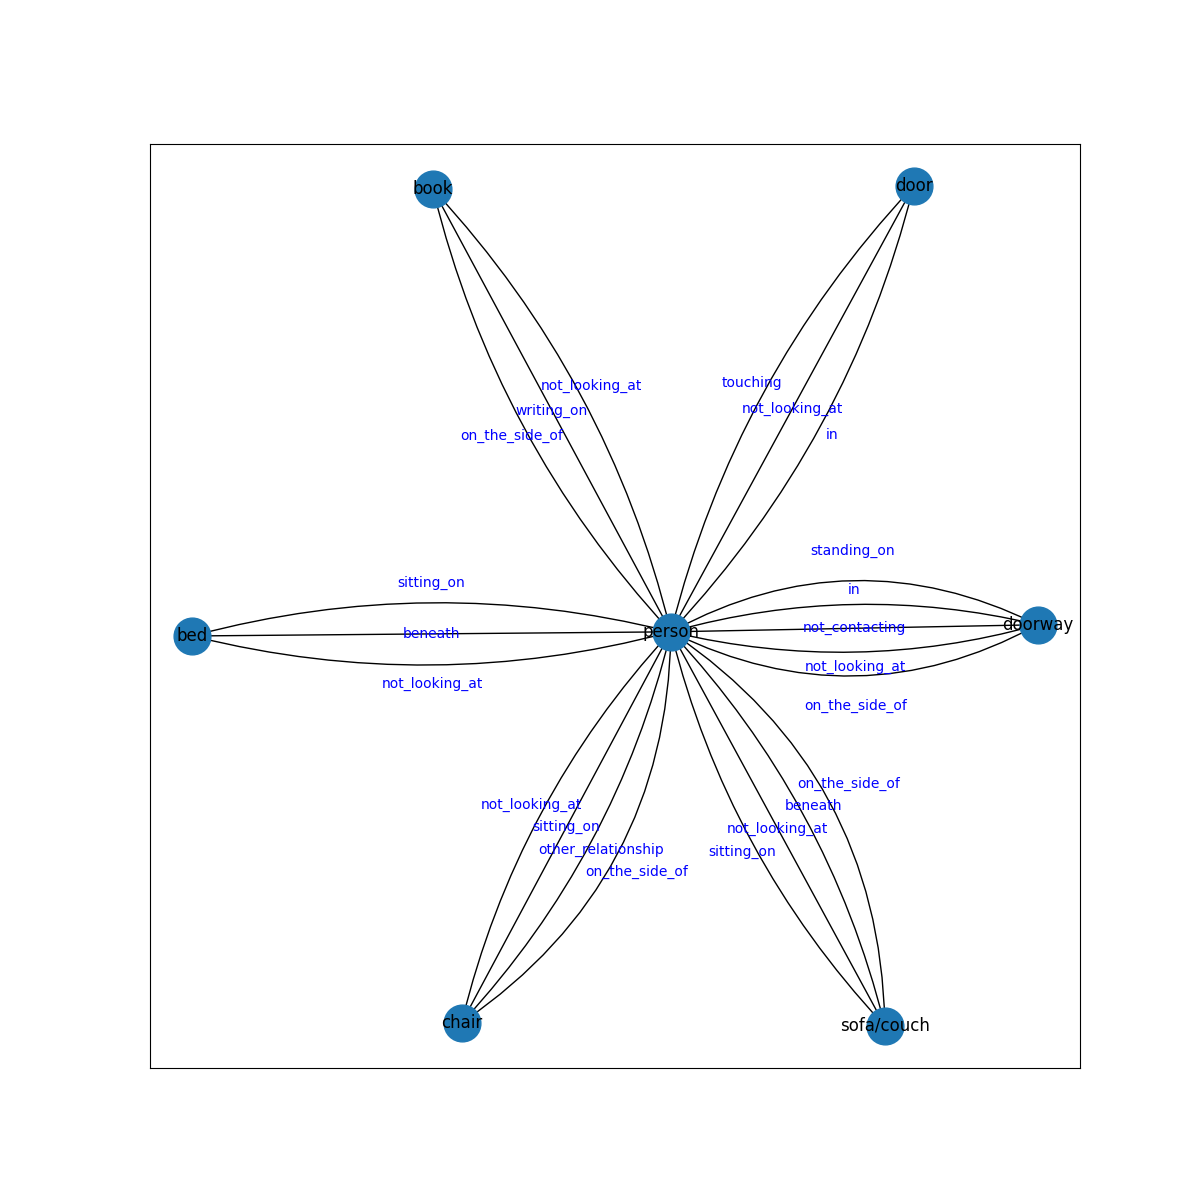 book
door
not_looking_at
writing_on
on_the_side_of
touching
not_looking_at
in
sitting_on
beneath
not_looking_at
bed
person
doorway
standing_on
in
not_contacting
not_looking_at
on_the_side_of
not_looking_at
sitting_on
other_relationship
on_the_side_of
on_the_side_of
beneath
not_looking_at
sitting_on
chair
sofa/couch